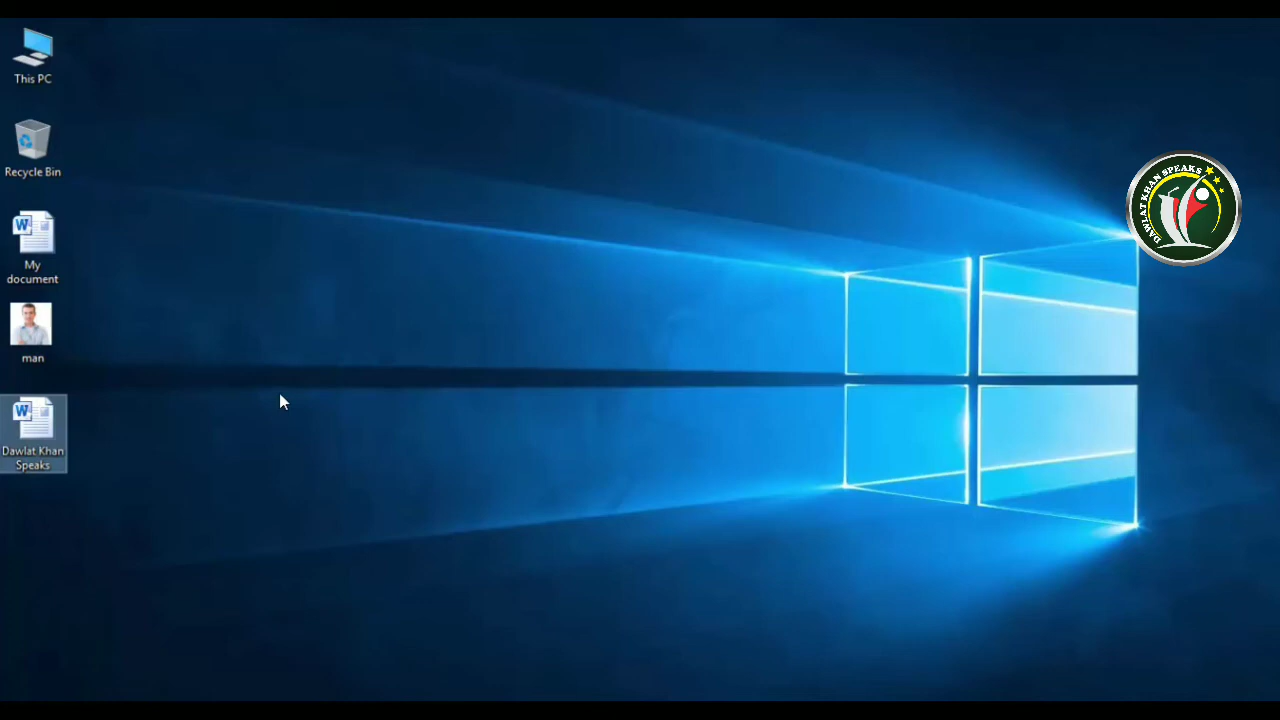 This PC
Recycle Bin
My
document
man
Dawlat Khan
Speaks
DAWLAT KHAN SPEAKS